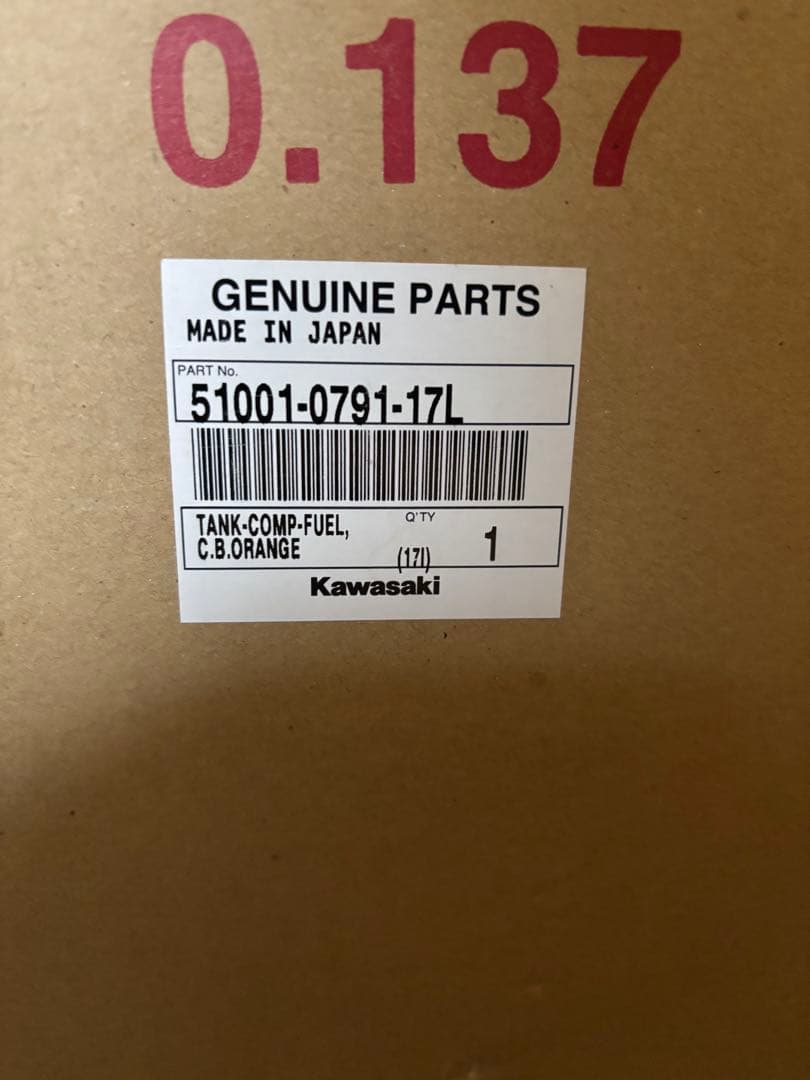 0.137
GENUINE PARTS
MADE IN JAPAN
PART No.
51001-0791-17L
TANK-COMP-FUEL,
C.B.ORANGE
Q'TY
(17l)
1
Kawasaki